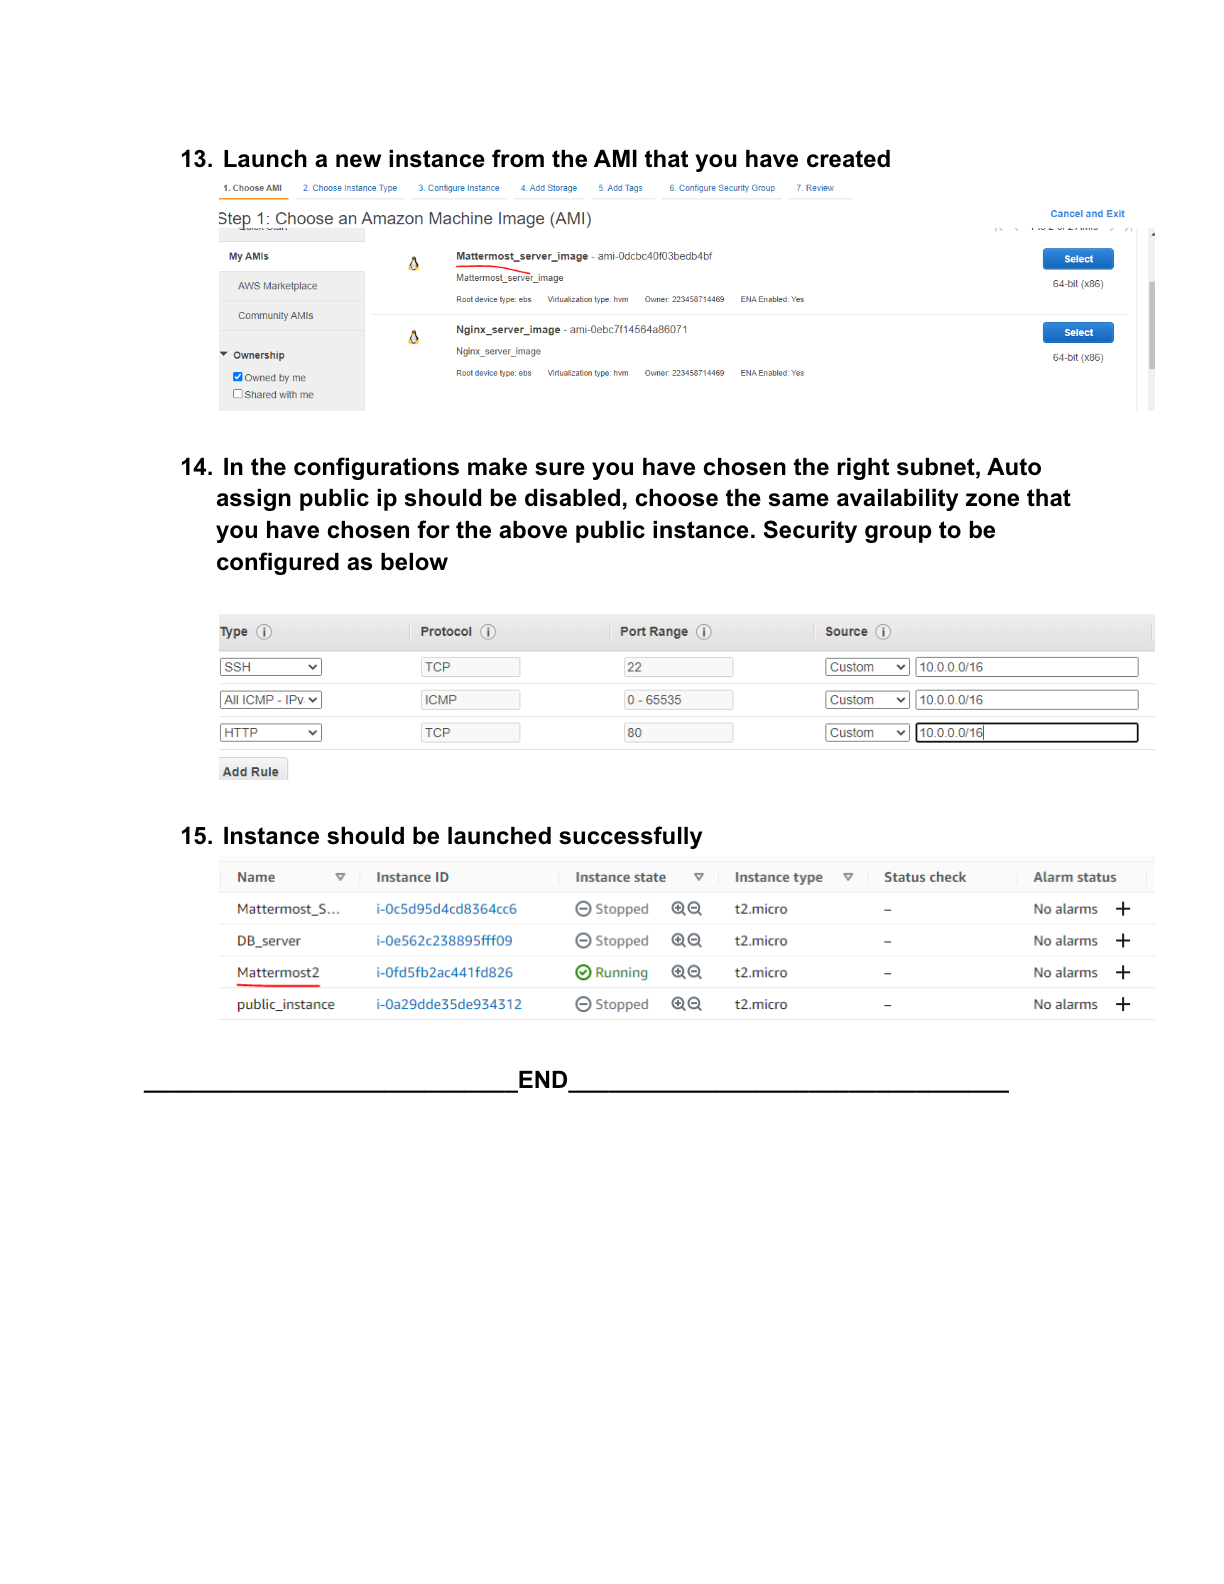 13. Launch a new instance from the AMI that you have created
1. Choose AMI 2. Choose Instance Type 3. Configure Instance 4. Add Storage 5. Add Tags 6. Configure Security Group 7. Review
Step 1: Choose an Amazon Machine Image (AMI) Cancel and Exit
Quick Start
My AMIs
AWS Marketplace
Community AMIs
Ownership
Owned by me
Shared with me
1 to 2 of 2 AMIs
Mattermost_server_image - ami-0dcbc40f03bedb4bf Select
Mattermost_server_image 64-bit (x86)
Root device type: ebs Virtualization type: hvm Owner: 223458714469 ENA Enabled: Yes
Nginx_server_image - ami-0ebc7f14564a86071 Select
Nginx_server_image 64-bit (x86)
Root device type: ebs Virtualization type: hvm Owner: 223458714469 ENA Enabled: Yes
14. In the configurations make sure you have chosen the right subnet, Auto
assign public ip should be disabled, choose the same availability zone that
you have chosen for the above public instance. Security group to be
configured as below
Type Protocol Port Range Source
SSH TCP 22 Custom 10.0.0.0/16
All ICMP - IPv ICMP 0 - 65535 Custom 10.0.0.0/16
HTTP TCP 80 Custom 10.0.0.0/16
Add Rule
15. Instance should be launched successfully
Name Instance ID Instance state Instance type Status check Alarm status
Mattermost_S... i-0c5d95d4cd8364cc6 Stopped t2.micro – No alarms +
DB_server i-0e562c238895fff09 Stopped t2.micro – No alarms +
Mattermost2 i-0fd5fb2ac441fd826 Running t2.micro – No alarms +
public_instance i-0a29dde35de934312 Stopped t2.micro – No alarms +
END